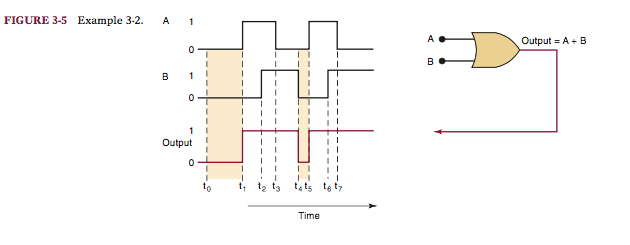 FIGURE 3-5 Example 3-2.
A 1
0
B 1
0
1
Output
0
t0 t1 t2 t3 t4 t5 t6 t7
Time
A
B
Output = A + B